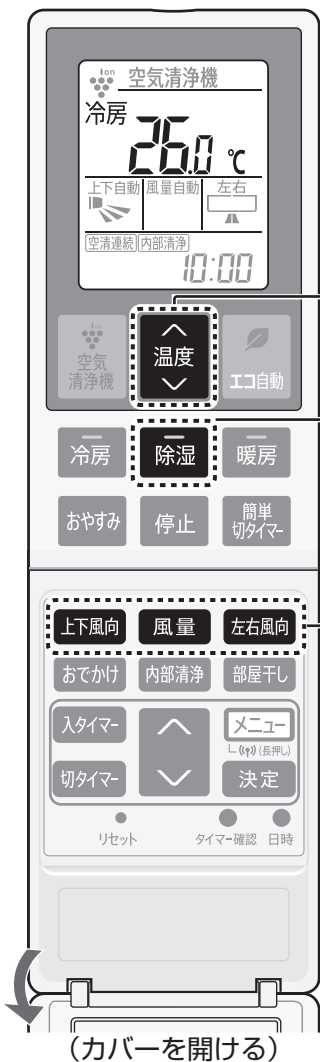 ion
空気清浄機
冷房
26.0 ℃
上下自動 風量自動 左右
空清連続 内部清浄
10:00
ion
空気
清浄機
温度
エコ自動
冷房 除湿 暖房
おやすみ 停止 簡単
切タイマー
上下風向 風量 左右風向
おでかけ 内部清浄 部屋干し
入タイマー メニュー
(長押し)
切タイマー 決定
リセット タイマー確認 日時
(カバーを開ける)